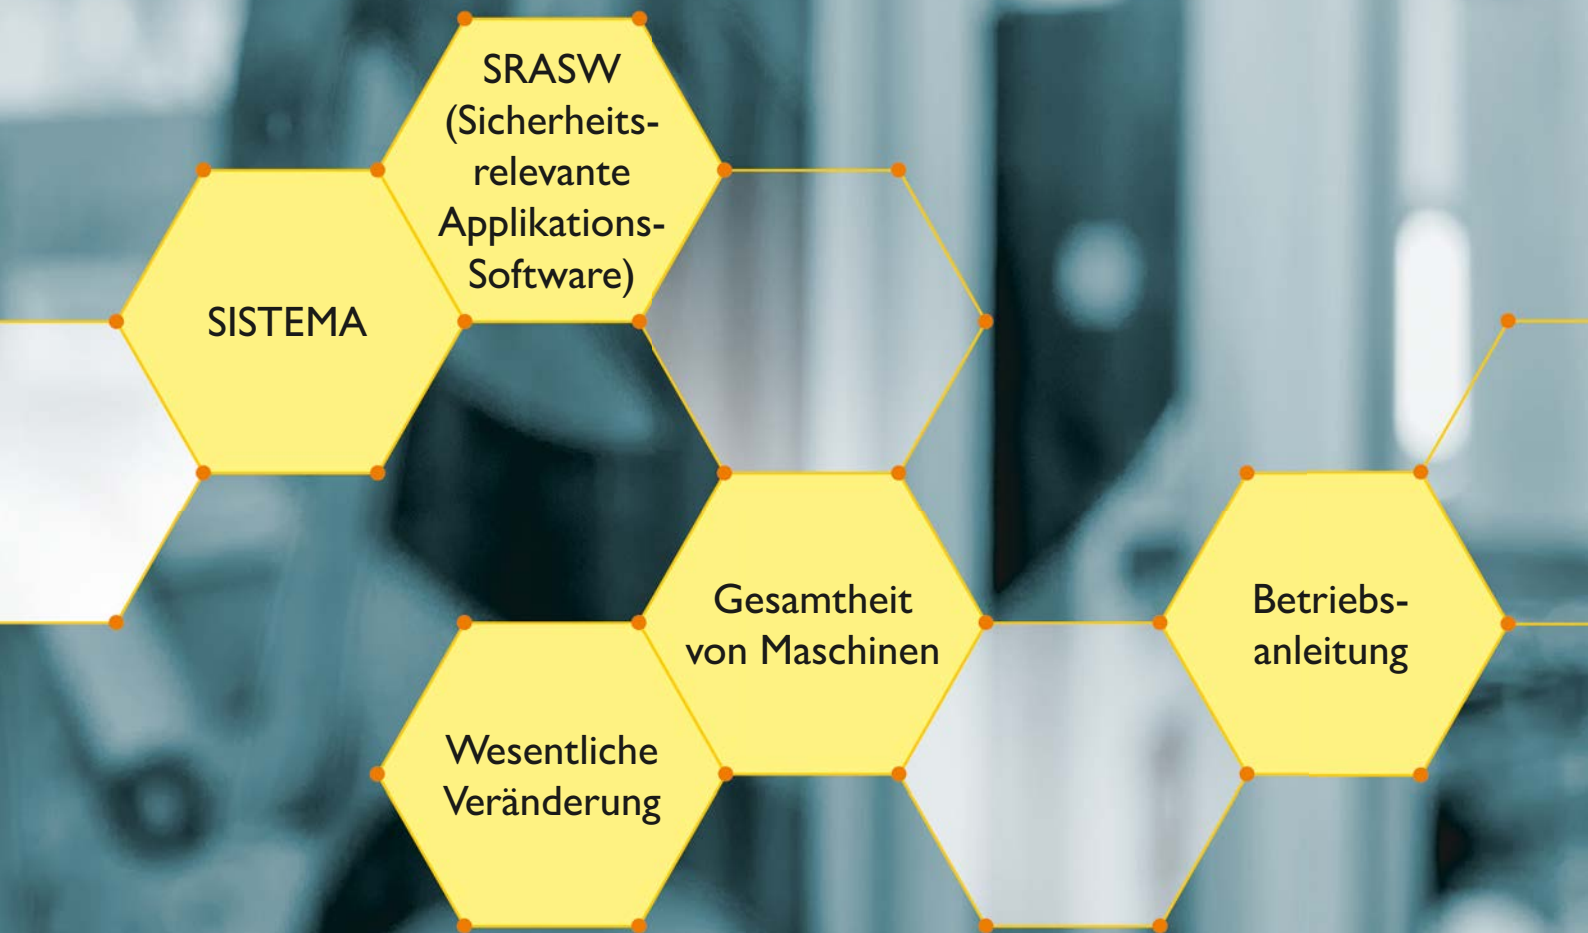 SRASW
(Sicherheits-
relevante
Applikations-
Software)
SISTEMA
Gesamtheit
von Maschinen
Betriebs-
anleitung
Wesentliche
Veränderung